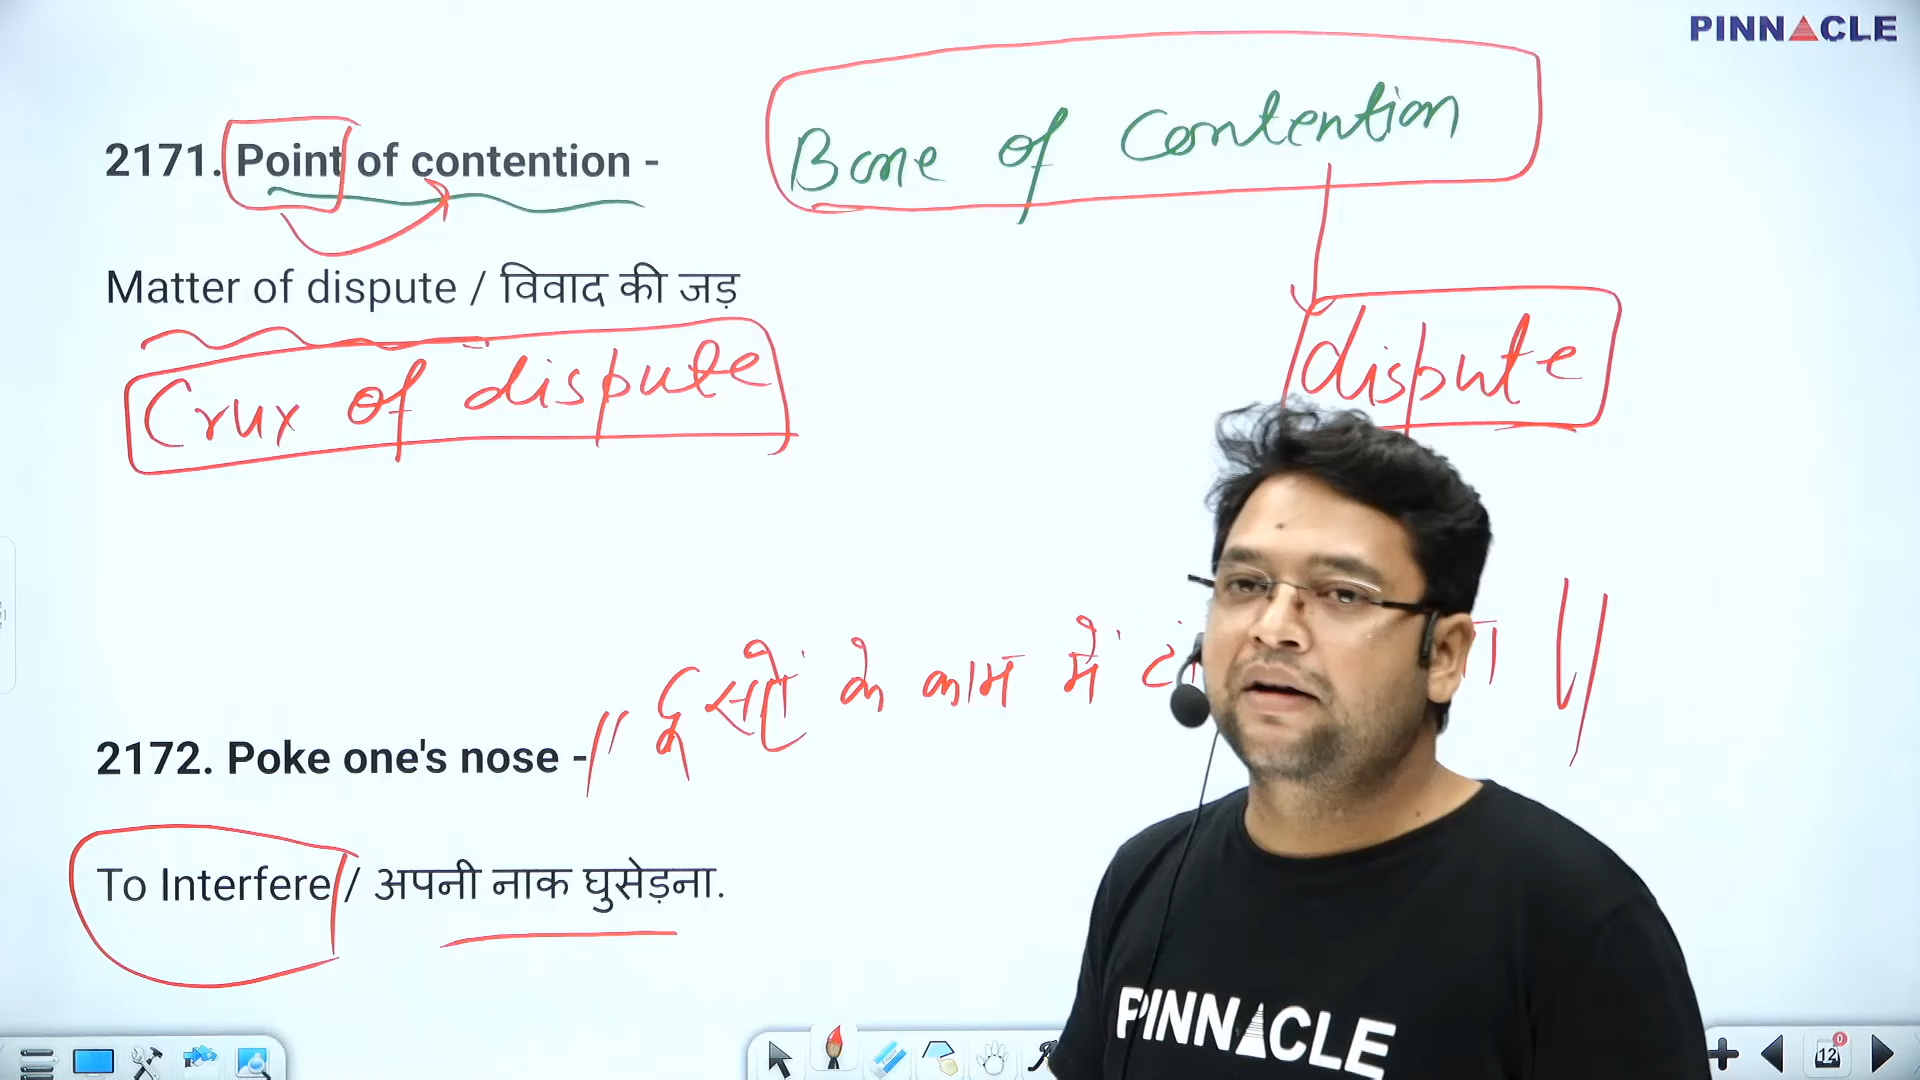 PINNACLE
Bone of Contention
2171. Point of contention -
Matter of dispute / विवाद की जड़
dispute
Crux of dispute
" दूसरों के काम में
2172. Poke one's nose -
To Interfere / अपनी नाक घुसेड़ना.
PINNACLE
12
0